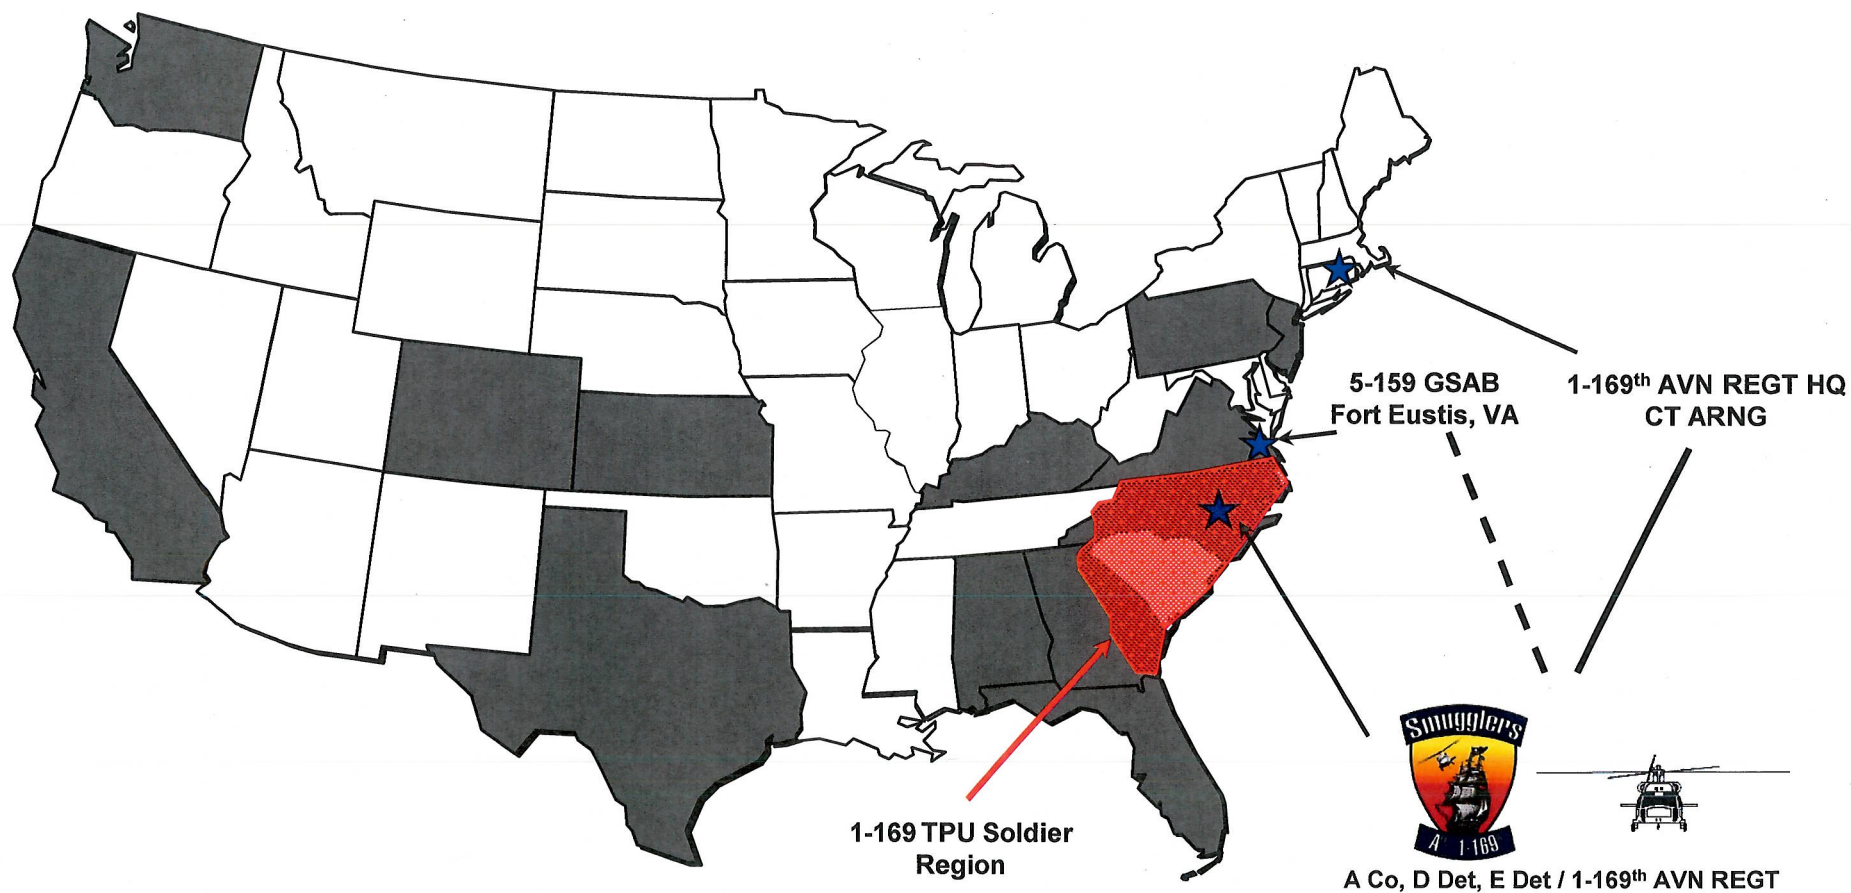 5-159 GSAB
Fort Eustis, VA
1-169th AVN REGT HQ
CT ARNG
1-169 TPU Soldier
Region
Smugglers
A 1-169
A Co, D Det, E Det / 1-169th AVN REGT